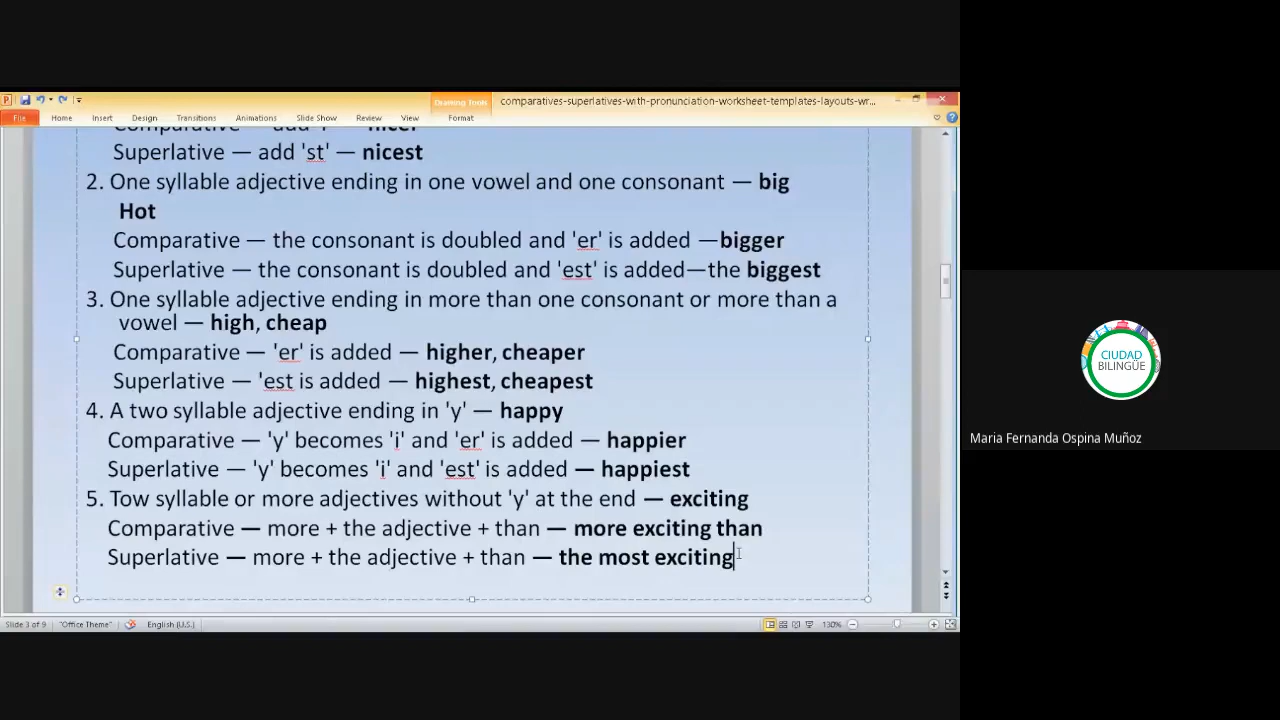 Drawing Tools
comparatives-superlatives-with-pronunciation-worksheet-templates-layouts-wr...
File Home Insert Design Transitions Animations Slide Show Review View Format
Superlative — add 'st' — nicest
2. One syllable adjective ending in one vowel and one consonant — big
Hot
Comparative — the consonant is doubled and 'er' is added —bigger
Superlative — the consonant is doubled and 'est' is added—the biggest
3. One syllable adjective ending in more than one consonant or more than a
vowel — high, cheap
Comparative — 'er' is added — higher, cheaper
Superlative — 'est is added — highest, cheapest
4. A two syllable adjective ending in 'y' — happy
Comparative — 'y' becomes 'i' and 'er' is added — happier
Superlative — 'y' becomes 'i' and 'est' is added — happiest
5. Tow syllable or more adjectives without 'y' at the end — exciting
Comparative — more + the adjective + than — more exciting than
Superlative — more + the adjective + than — the most exciting
Slide 3 of 9 "Office Theme" English (U.S.) 130%
CIUDAD
BILINGÜE
Maria Fernanda Ospina Muñoz